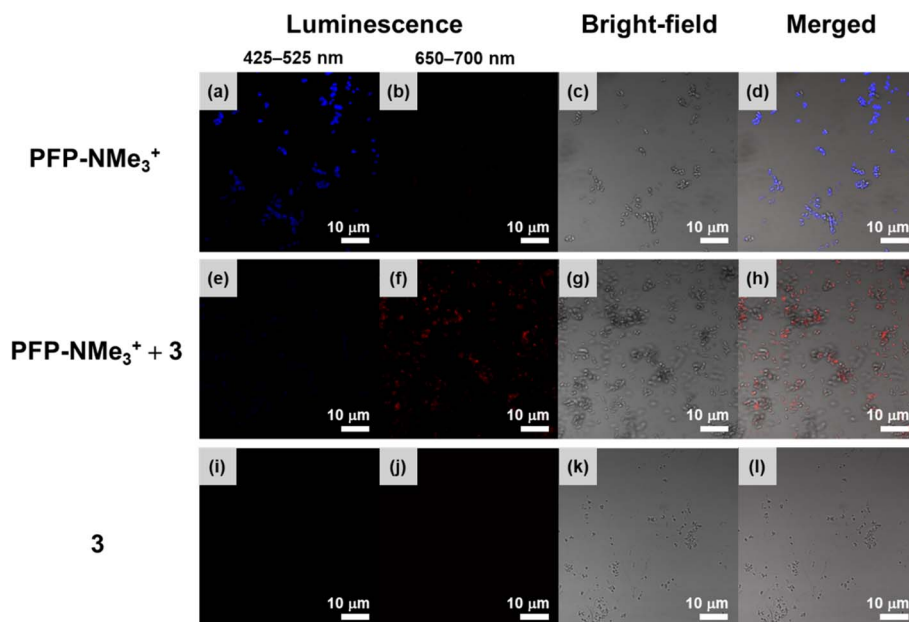 Luminescence Bright-field Merged
425–525 nm 650–700 nm
(a) (b) (c) (d)
PFP-NMe₃⁺
10 μm 10 μm 10 μm 10 μm
(e) (f) (g) (h)
PFP-NMe₃⁺ + 3
10 μm 10 μm 10 μm 10 μm
(i) (j) (k) (l)
3
10 μm 10 μm 10 μm 10 μm